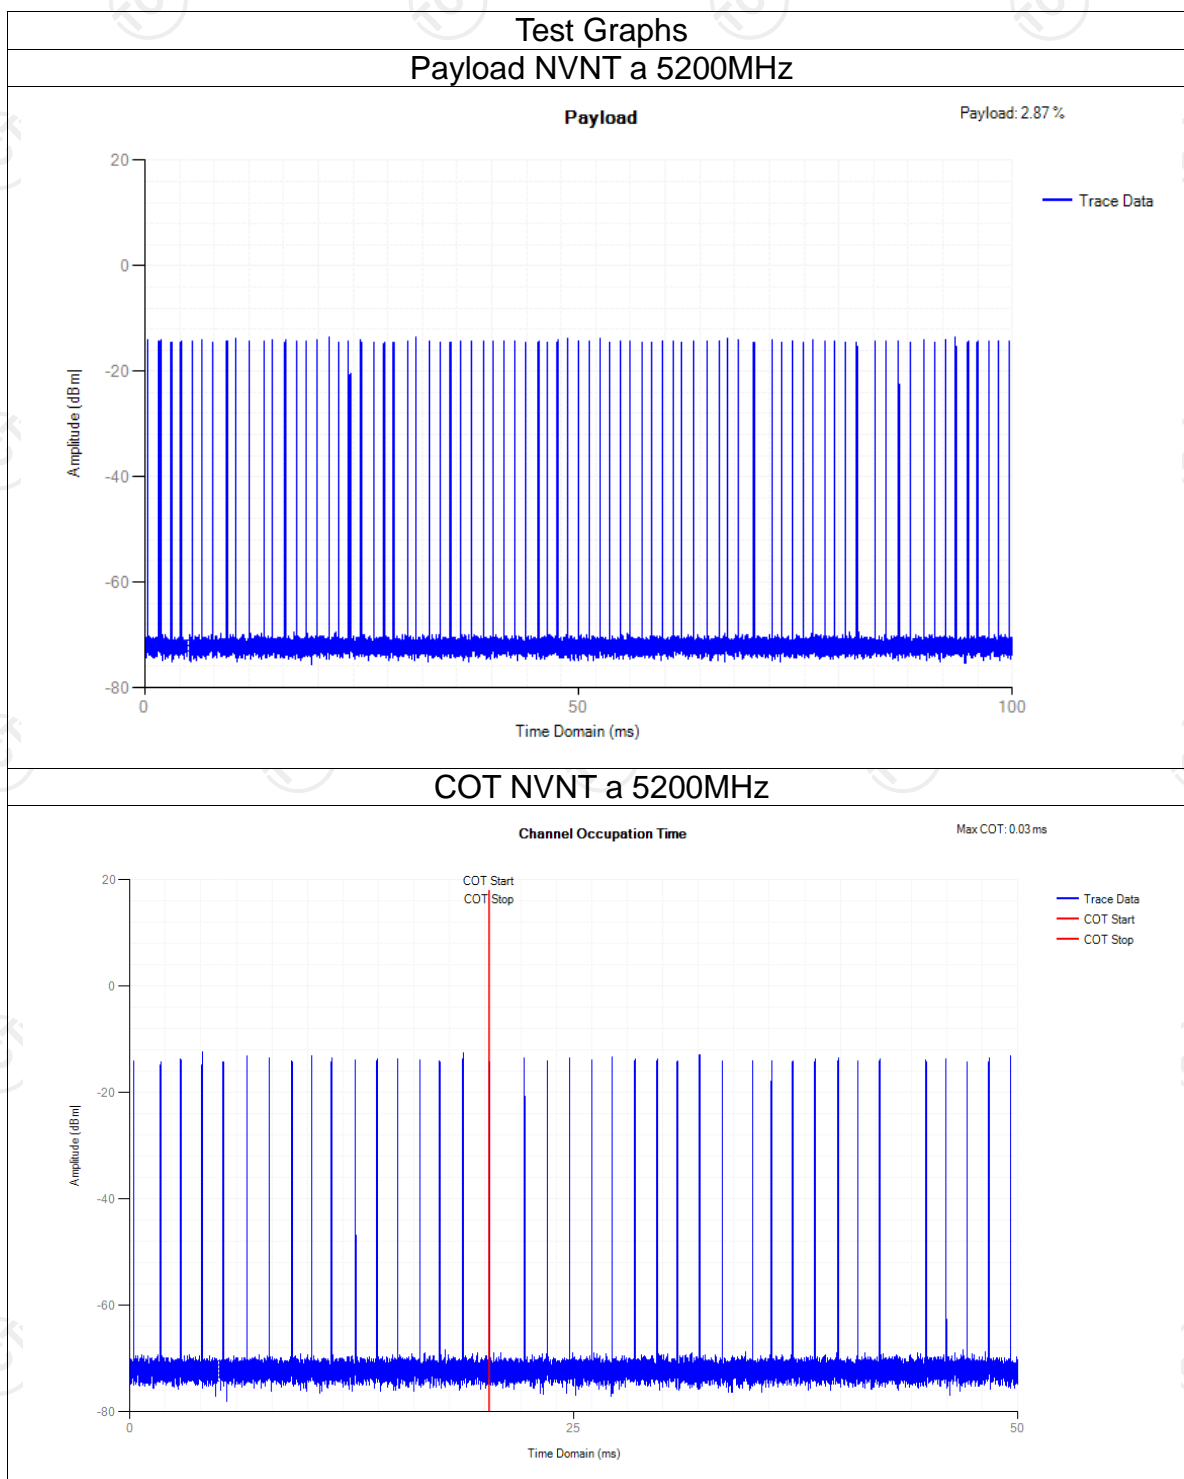 Test Graphs
Payload NVNT a 5200MHz
Payload
Payload: 2.87 %
20
0
-20
-40
-60
-80
Amplitude (dBm|
0
50
100
Time Domain (ms)
Trace Data
COT NVNT a 5200MHz
Channel Occupation Time
Max COT: 0.03 ms
COT Start
COT Stop
20
0
-20
-40
-60
-80
Amplitude (dBm|
0
25
50
Time Domain (ms)
Trace Data
COT Start
COT Stop